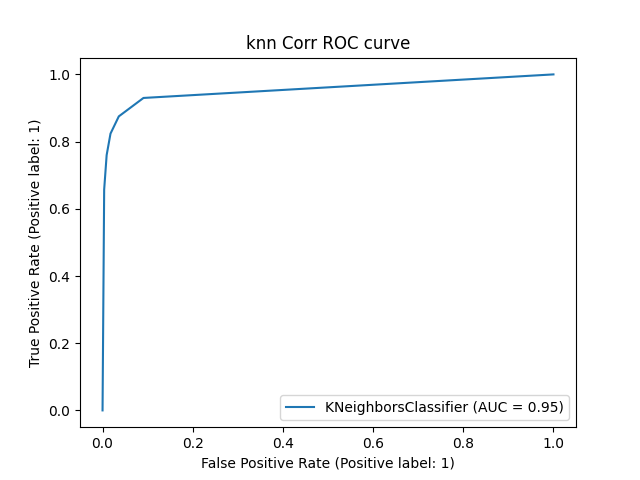 knn Corr ROC curve
True Positive Rate (Positive label: 1)
1.0
0.8
0.6
0.4
0.2
0.0
KNeighborsClassifier (AUC = 0.95)
0.0 0.2 0.4 0.6 0.8 1.0
False Positive Rate (Positive label: 1)